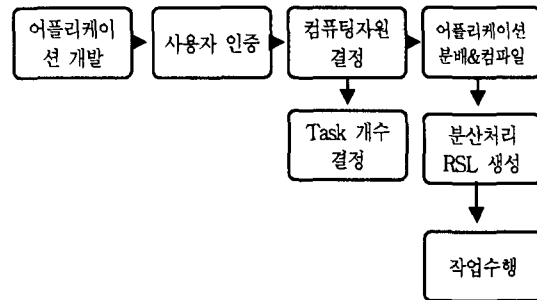 어플리케이
션 개발
사용자 인증
컴퓨팅자원
결정
어플리케이션
분배&컴파일
Task 개수
결정
분산처리
RSL 생성
작업수행